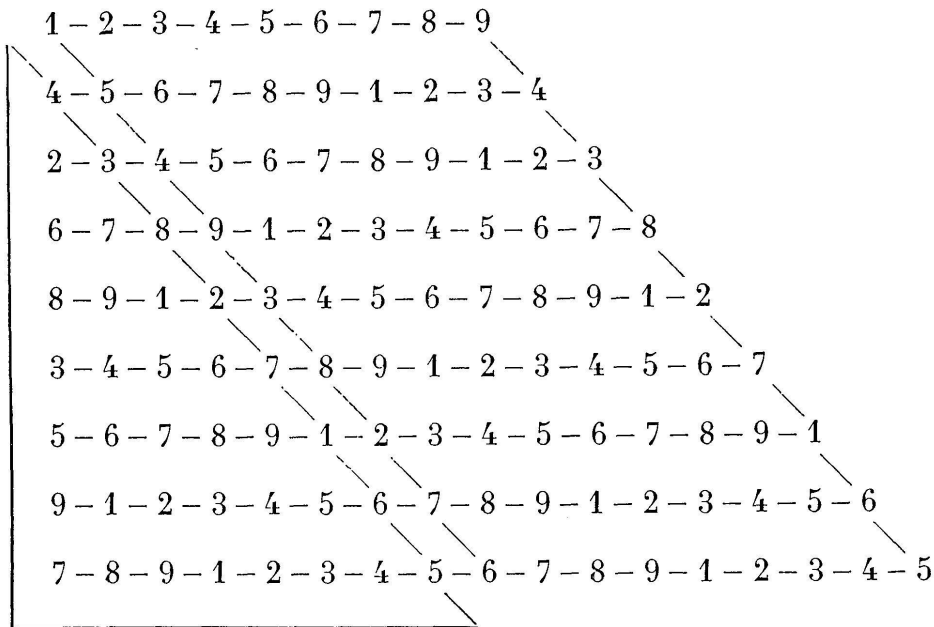 1 – 2 – 3 – 4 – 5 – 6 – 7 – 8 – 9
4 – 5 – 6 – 7 – 8 – 9 – 1 – 2 – 3 – 4
2 – 3 – 4 – 5 – 6 – 7 – 8 – 9 – 1 – 2 – 3
6 – 7 – 8 – 9 – 1 – 2 – 3 – 4 – 5 – 6 – 7 – 8
8 – 9 – 1 – 2 – 3 – 4 – 5 – 6 – 7 – 8 – 9 – 1 – 2
3 – 4 – 5 – 6 – 7 – 8 – 9 – 1 – 2 – 3 – 4 – 5 – 6 – 7
5 – 6 – 7 – 8 – 9 – 1 – 2 – 3 – 4 – 5 – 6 – 7 – 8 – 9 – 1
9 – 1 – 2 – 3 – 4 – 5 – 6 – 7 – 8 – 9 – 1 – 2 – 3 – 4 – 5 – 6
7 – 8 – 9 – 1 – 2 – 3 – 4 – 5 – 6 – 7 – 8 – 9 – 1 – 2 – 3 – 4 – 5